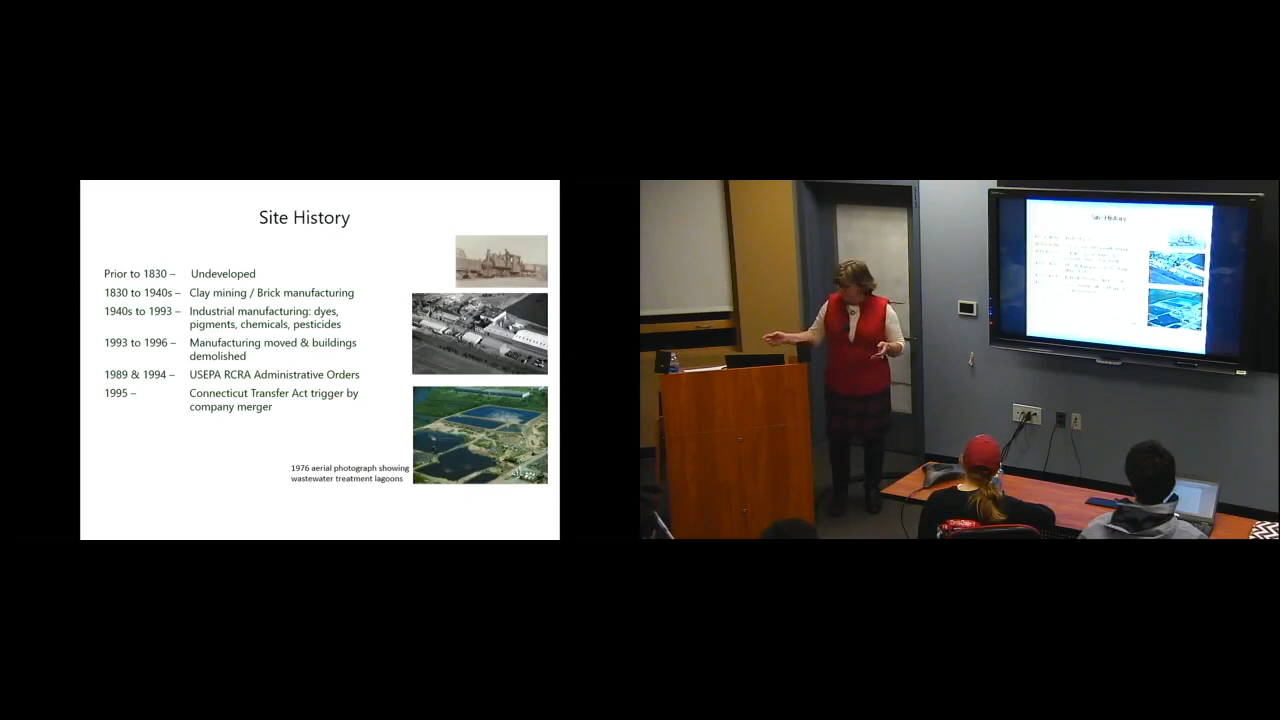 Site History
Prior to 1830 – Undeveloped
1830 to 1940s – Clay mining / Brick manufacturing
1940s to 1993 – Industrial manufacturing: dyes,
pigments, chemicals, pesticides
1993 to 1996 – Manufacturing moved & buildings
demolished
1989 & 1994 – USEPA RCRA Administrative Orders
1995 – Connecticut Transfer Act trigger by
company merger
1976 aerial photograph showing
wastewater treatment lagoons
Site History